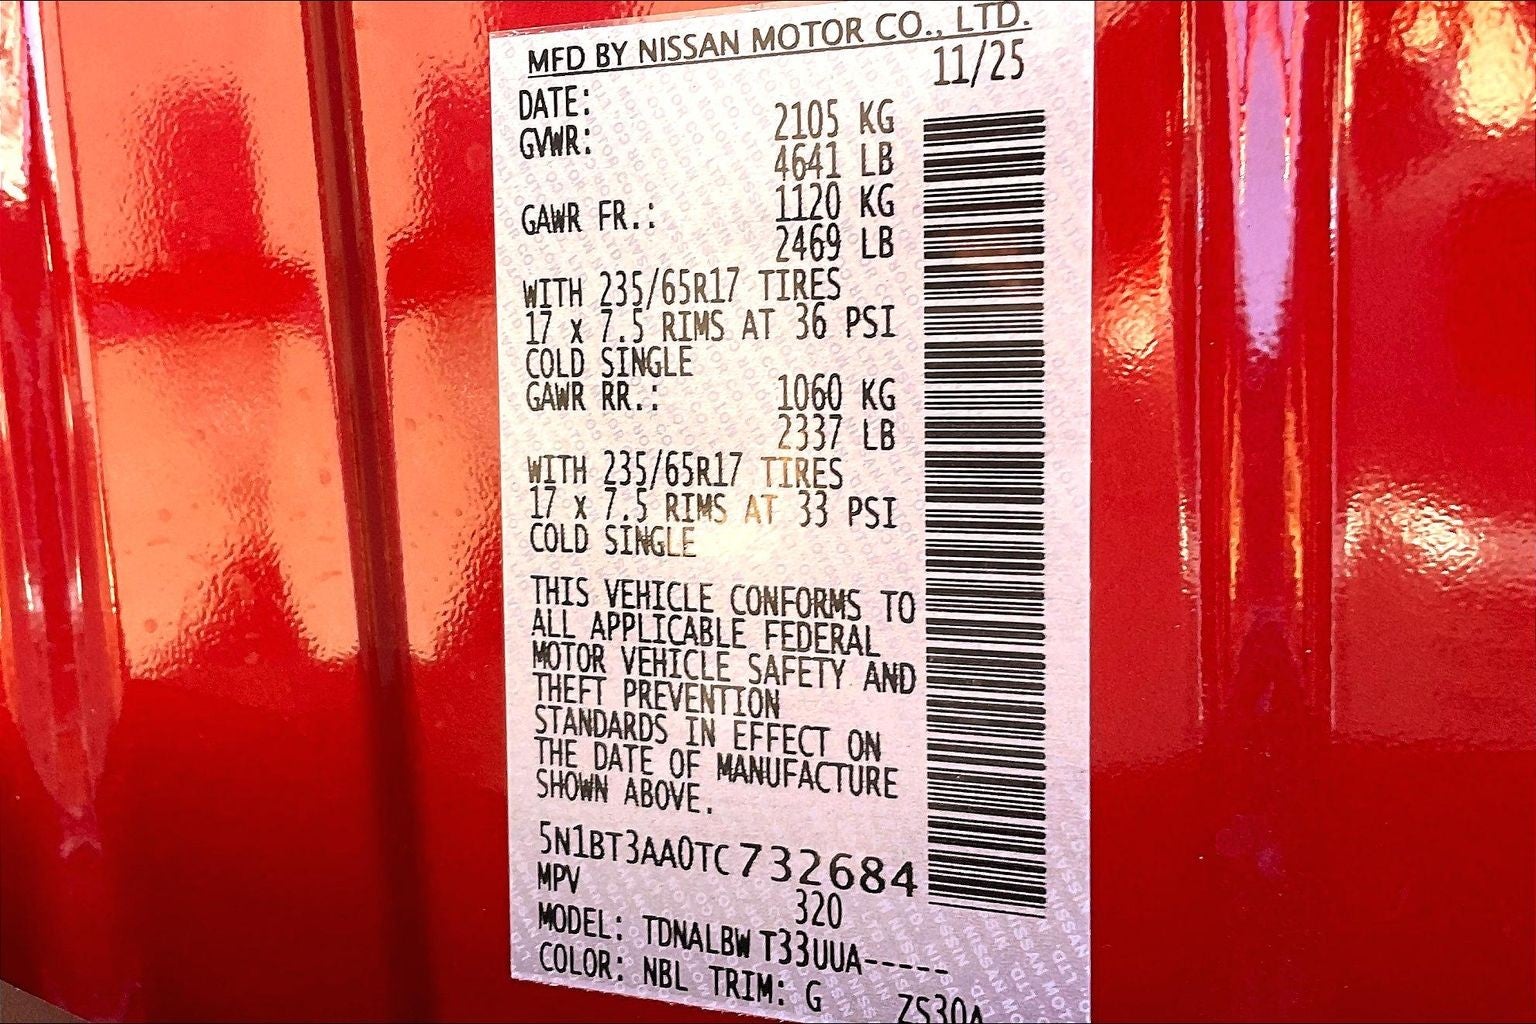 MFD BY NISSAN MOTOR CO., LTD.
DATE: 11/25
GVWR: 2105 KG
4641 LB
GAWR FR.: 1120 KG
2469 LB
WITH 235/65R17 TIRES
17 x 7.5 RIMS AT 36 PSI
COLD SINGLE
GAWR RR.: 1060 KG
2337 LB
WITH 235/65R17 TIRES
17 x 7.5 RIMS AT 33 PSI
COLD SINGLE
THIS VEHICLE CONFORMS TO
ALL APPLICABLE FEDERAL
MOTOR VEHICLE SAFETY AND
THEFT PREVENTION
STANDARDS IN EFFECT ON
THE DATE OF MANUFACTURE
SHOWN ABOVE.
5N1BT3AA0TC732684
MPV 320
MODEL: TDNALBW T33UUA-----
COLOR: NBL TRIM: G ZS30A